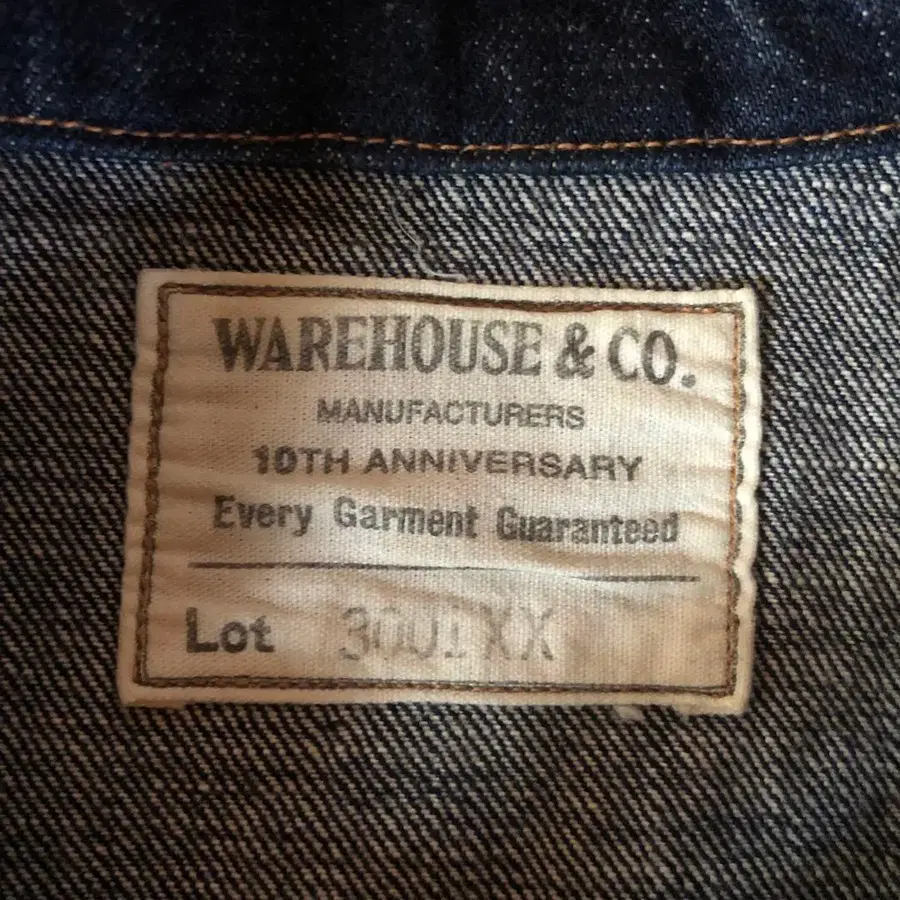 WAREHOUSE & CO.
MANUFACTURERS
10TH ANNIVERSARY
Every Garment Guaranteed
Lot 3001XX